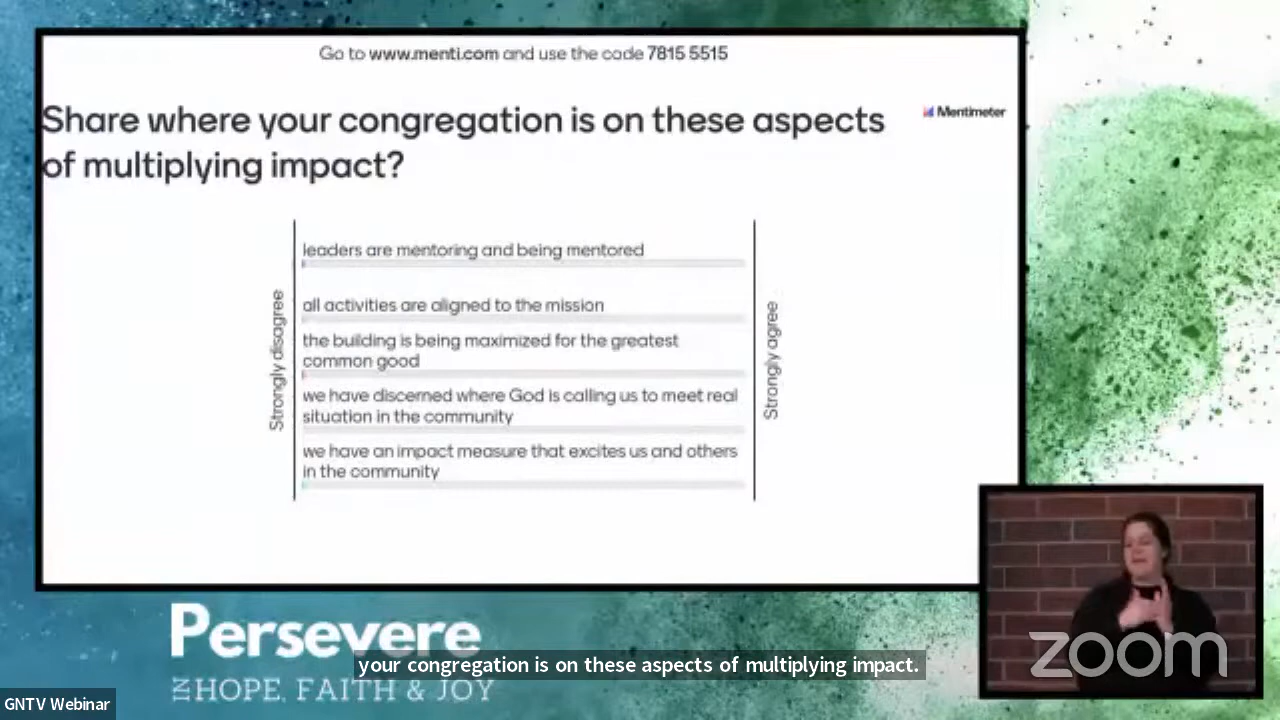 Go to www.menti.com and use the code 7815 5515
Share where your congregation is on these aspects
of multiplying impact?
Mentimeter
Strongly disagree
leaders are mentoring and being mentored
all activities are aligned to the mission
the building is being maximized for the greatest
common good
we have discerned where God is calling us to meet real
situation in the community
we have an impact measure that excites us and others
in the community
Strongly agree
Persevere
IN HOPE, FAITH & JOY
your congregation is on these aspects of multiplying impact.
zoom
GNTV Webinar